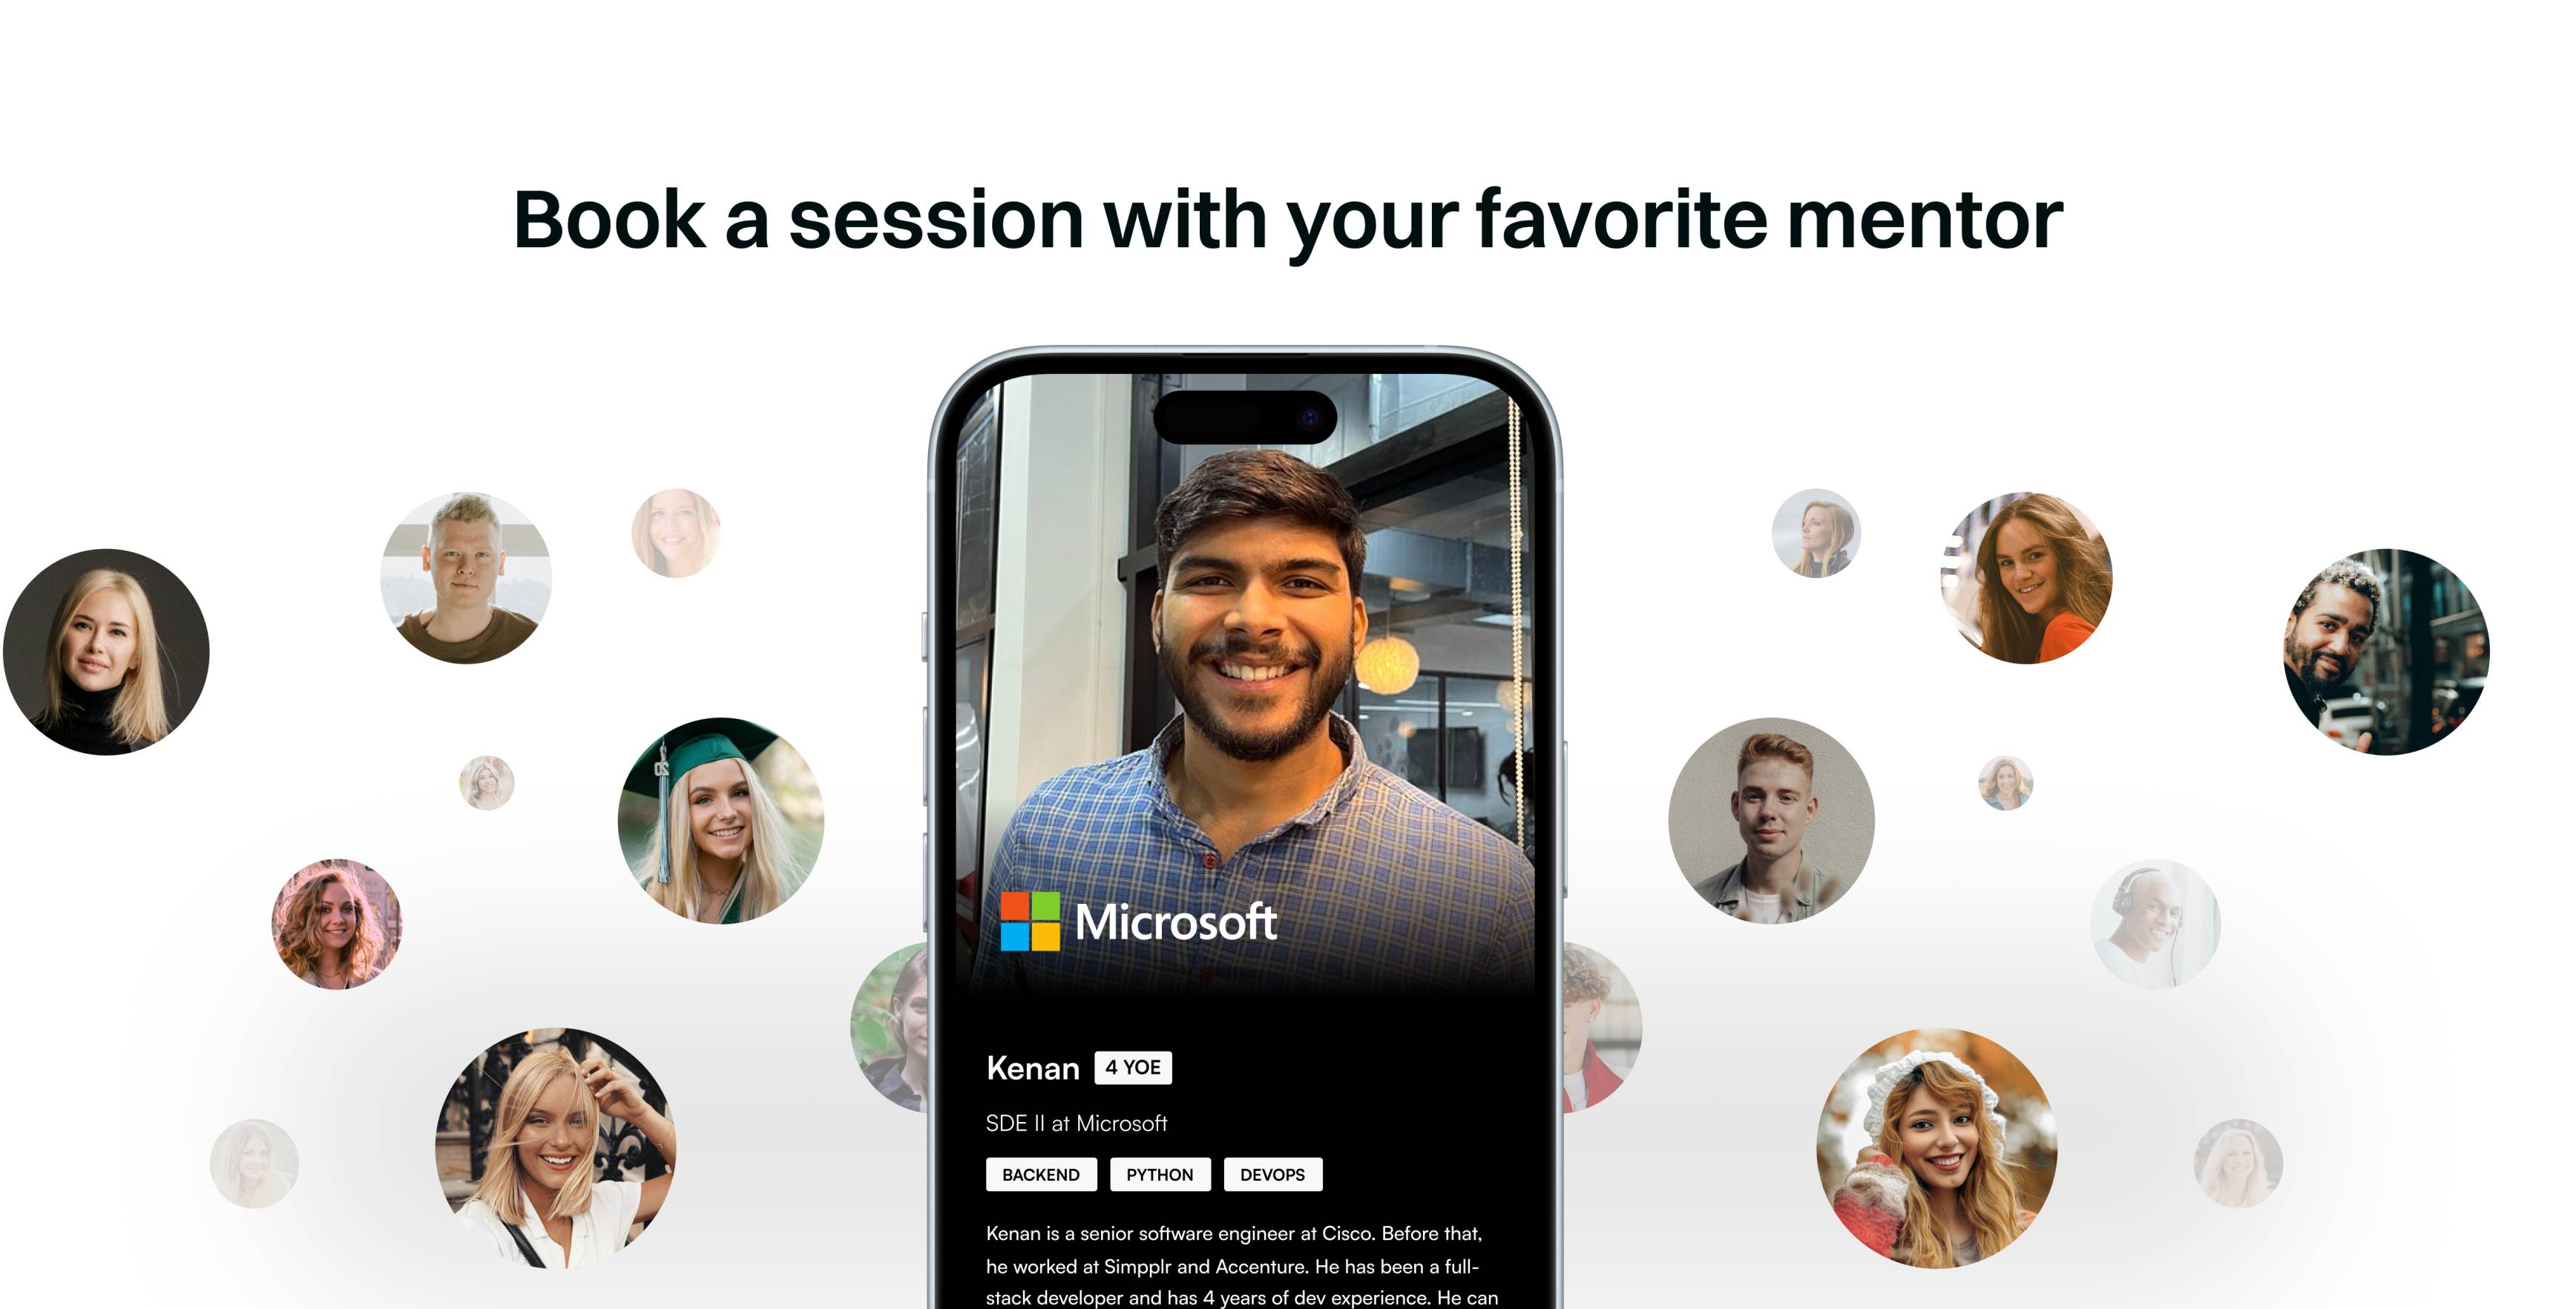 Book a session with your favorite mentor
Microsoft
Kenan 4 YOE
SDE II at Microsoft
BACKEND PYTHON DEVOPS
Kenan is a senior software engineer at Cisco. Before that,
he worked at Simpplr and Accenture. He has been a full-
stack developer and has 4 years of dev experience. He can